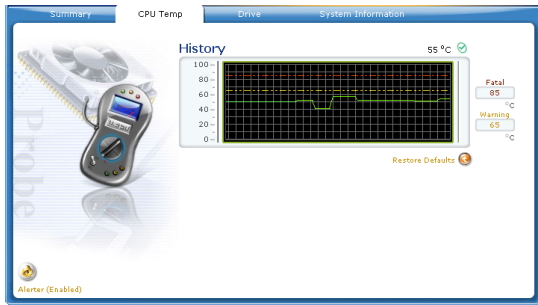 Summary
CPU Temp
Drive
System Information
History
55 °C
100
80
60
40
20
0
Fatal
85
°C
Warning
65
°C
Restore Defaults
Probe
Alerter (Enabled)